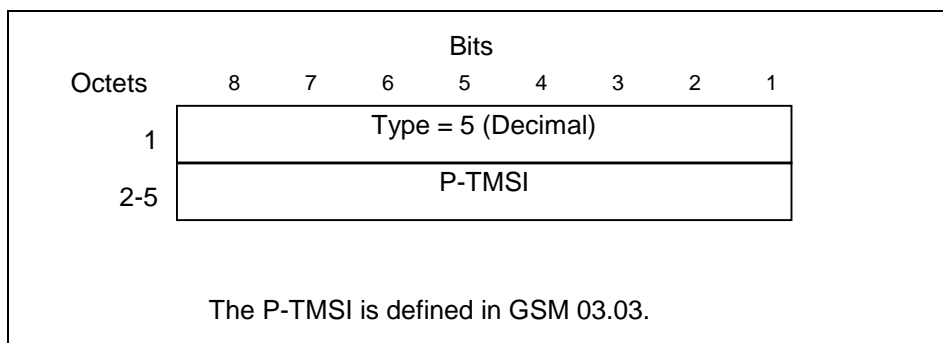 Bits
Octets 8 7 6 5 4 3 2 1
1 Type = 5 (Decimal)
2-5 P-TMSI
The P-TMSI is defined in GSM 03.03.